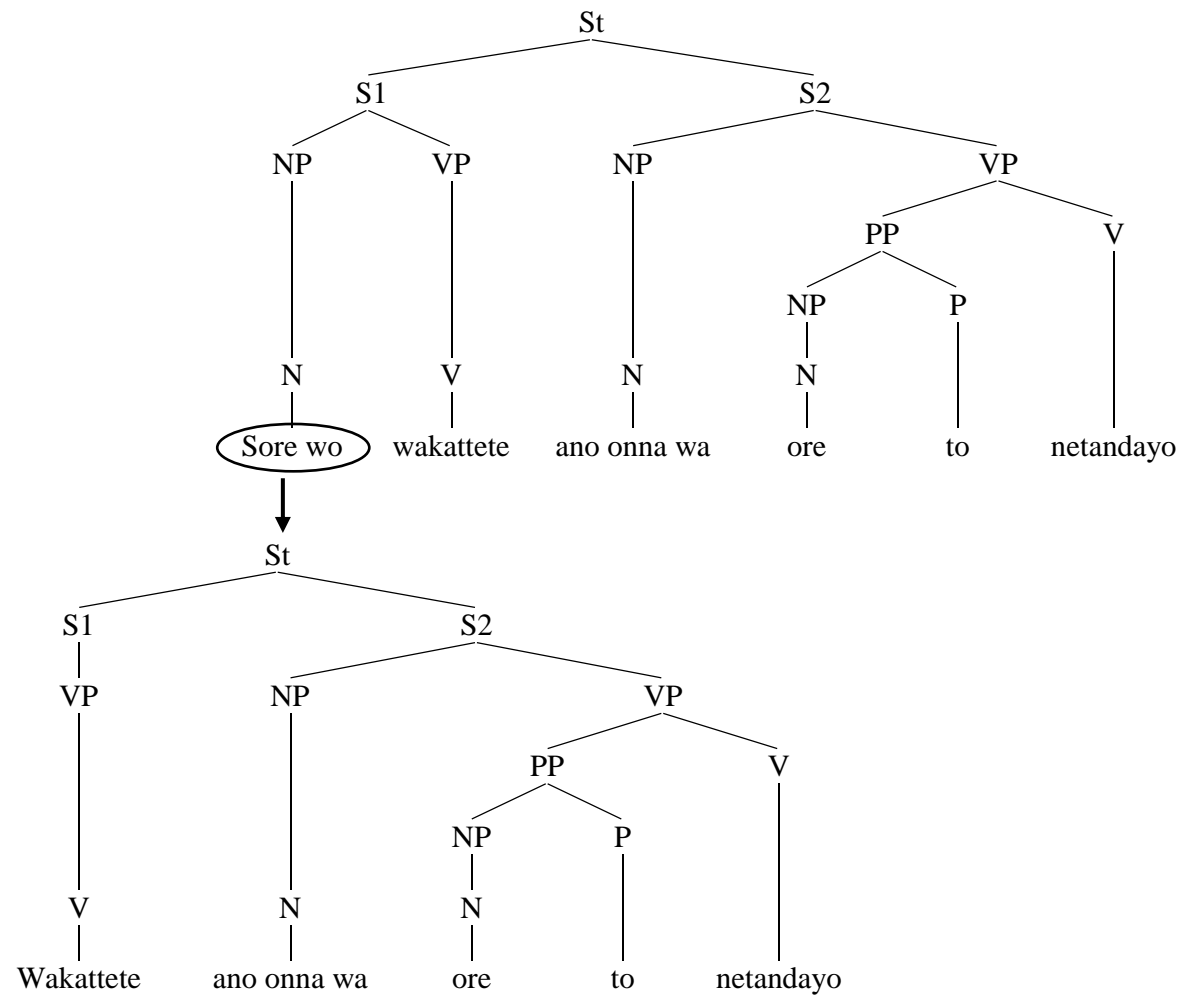 St
S1 S2
NP VP NP VP
PP V
NP P
N V N N
Sore wo wakattete ano onna wa ore to netandayo
St
S1 S2
VP NP VP
PP V
NP P
V N N
Wakattete ano onna wa ore to netandayo